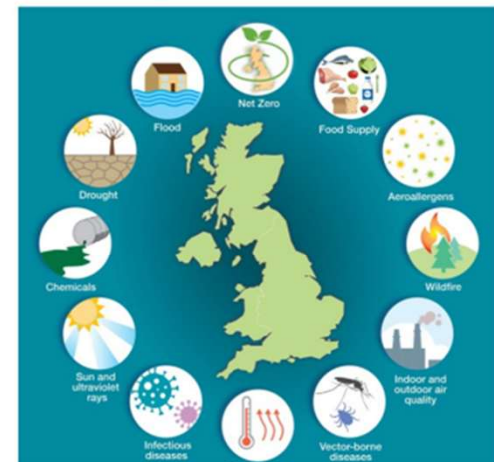 Net Zero
Food Supply
Aeroallergens
Wildfire
Indoor and
outdoor air
quality
Vector-borne
diseases
Infectious
diseases
Sun and
ultraviolet
rays
Chemicals
Drought
Flood